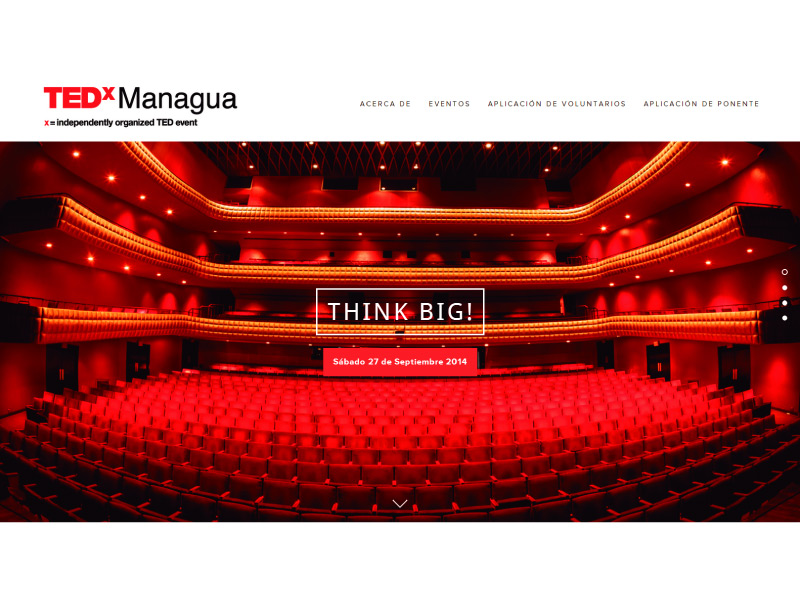 TEDxManagua
x = independently organized TED event
ACERCA DE
EVENTOS
APLICACIÓN DE VOLUNTARIOS
APLICACIÓN DE PONENTE
THINK BIG!
Sábado 27 de Septiembre 2014